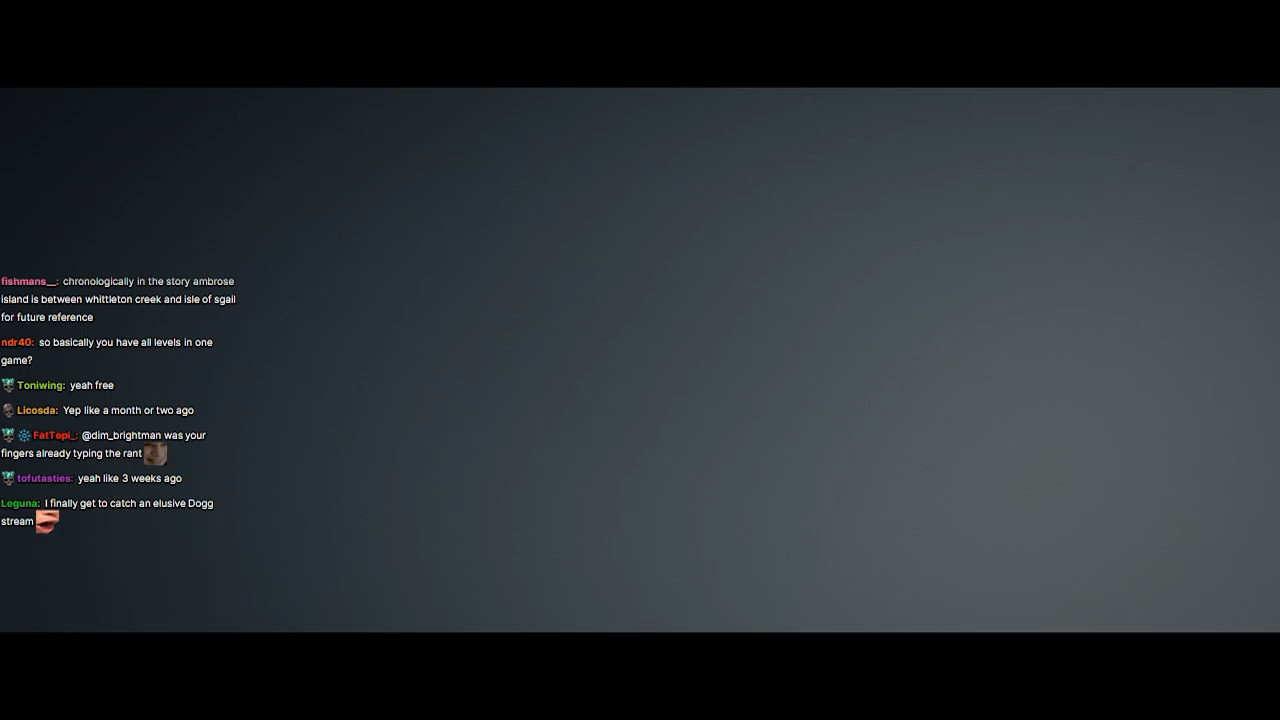 fishmans__: chronologically in the story ambrose
island is between whittleton creek and isle of sgail
for future reference
ndr40: so basically you have all levels in one
game?
Toniwing: yeah free
Licosda: Yep like a month or two ago
FatTepi_: @dim_brightman was your
fingers already typing the rant
tofutasties: yeah like 3 weeks ago
Leguna: I finally get to catch an elusive Dogg
stream